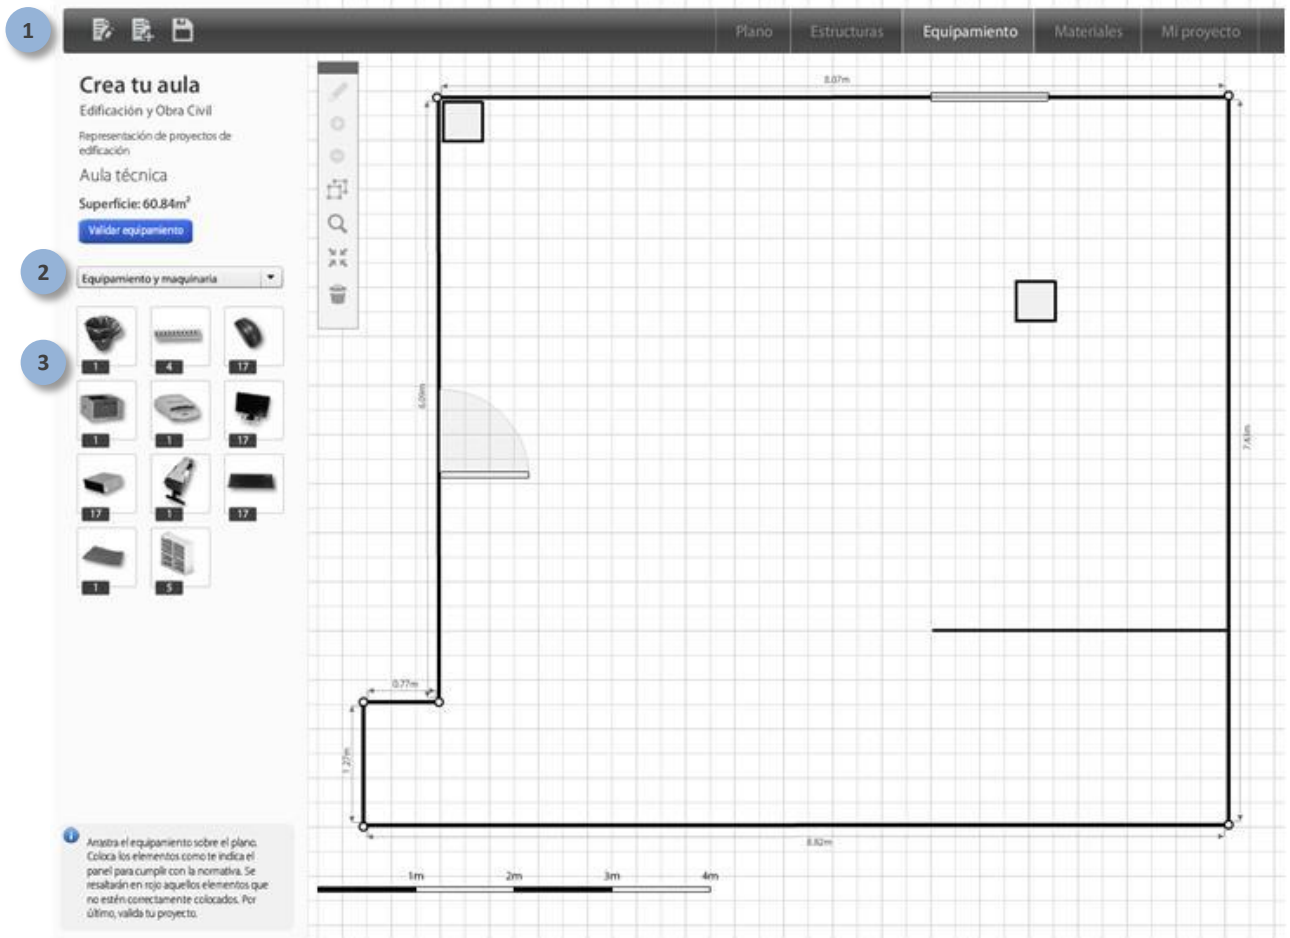 1
Plano
Estructuras
Equipamiento
Materiales
Mi proyecto
Crea tu aula
Edificación y Obra Civil
Representación de proyectos de
edificación
Aula técnica
Superficie: 60.84m²
Validar equipamiento
2
Equipamiento y maquinaria
3
1
4
17
1
1
17
17
1
17
1
5
8.07m
7.43m
0.77m
1.27m
8.82m
1m
2m
3m
4m
i
Arrastra el equipamiento sobre el plano.
Coloca los elementos como te indica el
panel para cumplir con la normativa. Se
resaltarán en rojo aquellos elementos que
no estén correctamente colocados. Por
último, valida tu proyecto.